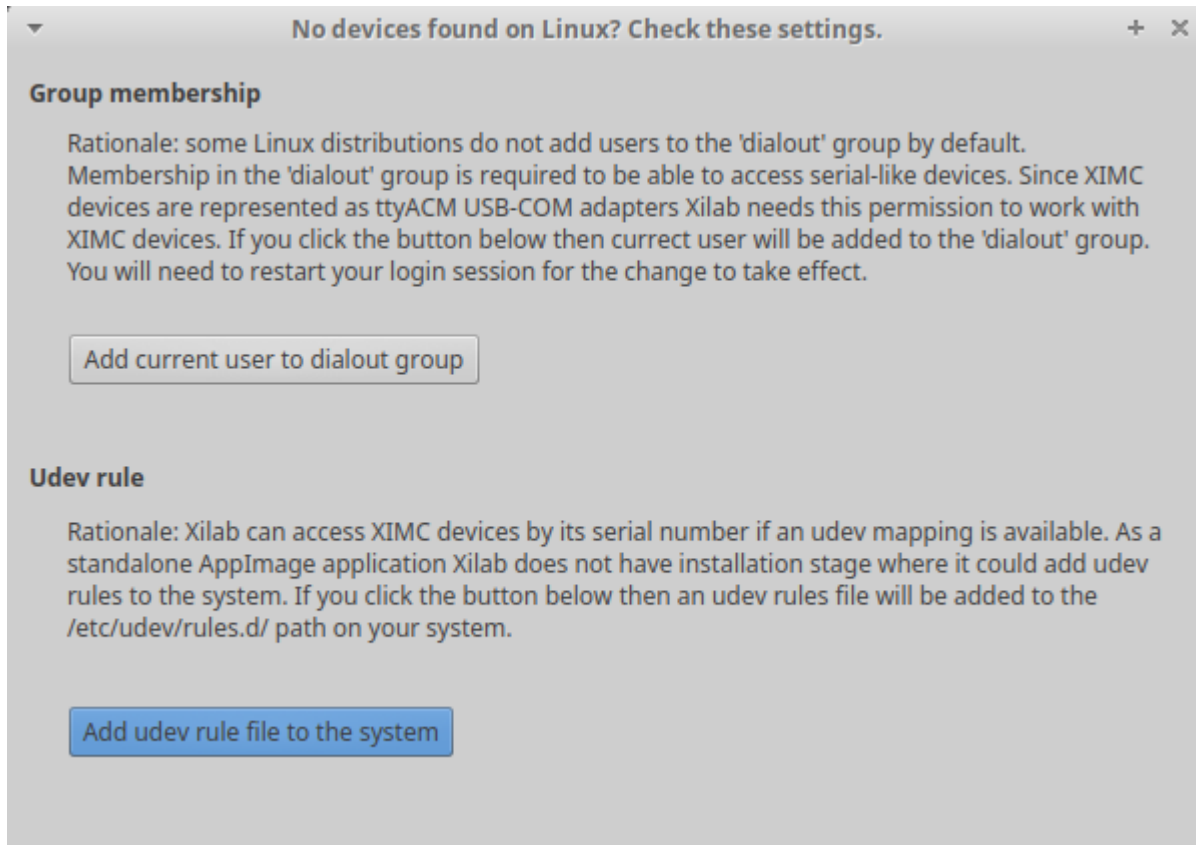 No devices found on Linux? Check these settings.
Group membership
Rationale: some Linux distributions do not add users to the 'dialout' group by default.
Membership in the 'dialout' group is required to be able to access serial-like devices. Since XIMC
devices are represented as ttyACM USB-COM adapters Xilab needs this permission to work with
XIMC devices. If you click the button below then currect user will be added to the 'dialout' group.
You will need to restart your login session for the change to take effect.
Add current user to dialout group
Udev rule
Rationale: Xilab can access XIMC devices by its serial number if an udev mapping is available. As a
standalone AppImage application Xilab does not have installation stage where it could add udev
rules to the system. If you click the button below then an udev rules file will be added to the
/etc/udev/rules.d/ path on your system.
Add udev rule file to the system